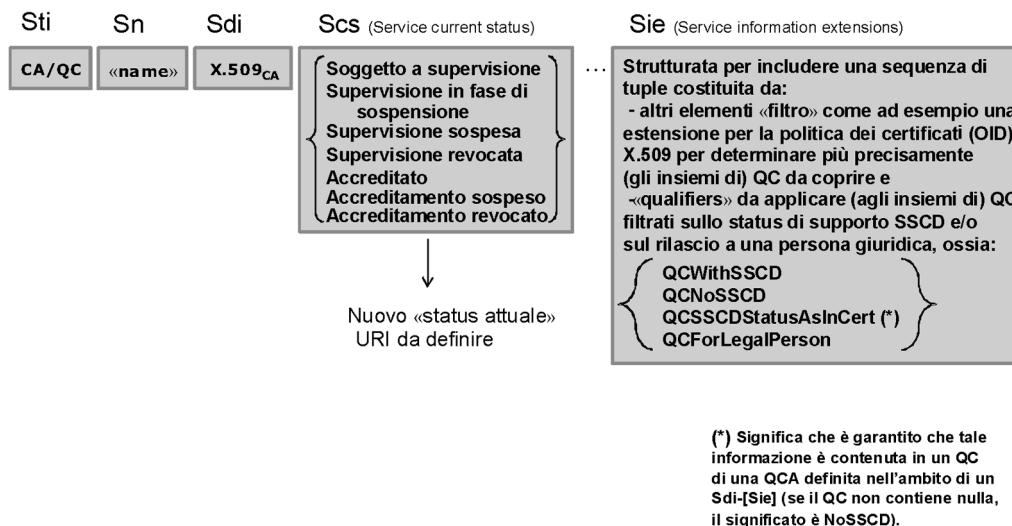 Sti
Sn
Sdi
Scs (Service current status)
Sie (Service information extensions)
CA/QC
«name»
X.509CA
Soggetto a supervisione
Supervisione in fase di
sospensione
Supervisione sospesa
Supervisione revocata
Accreditato
Accreditamento sospeso
Accreditamento revocato
...
Strutturata per includere una sequenza di
tuple costituita da:
- altri elementi «filtro» come ad esempio una
estensione per la politica dei certificati (OID)
X.509 per determinare più precisamente
(gli insiemi di) QC da coprire e
-«qualifiers» da applicare (agli insiemi di) QC
filtrati sullo status di supporto SSCD e/o
sul rilascio a una persona giuridica, ossia:
QCWithSSCD
QCNoSSCD
QCSSCDStatusAsInCert (*)
QCForLegalPerson
Nuovo «status attuale»
URI da definire
(*) Significa che è garantito che tale
informazione è contenuta in un QC
di una QCA definita nell'ambito di un
Sdi-[Sie] (se il QC non contiene nulla,
il significato è NoSSCD).